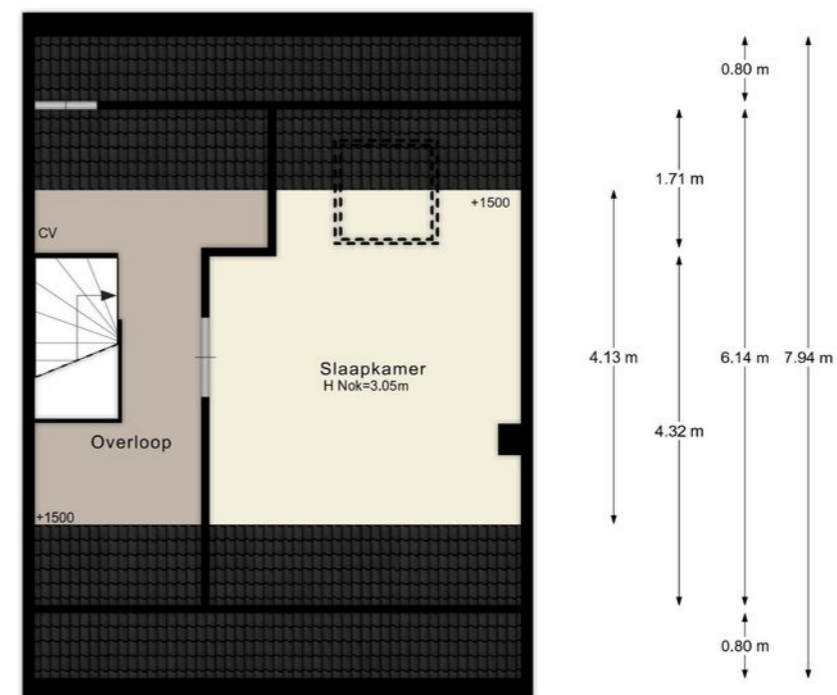 0.80 m
1.71 m
+1500
CV
4.13 m
6.14 m
7.94 m
Slaapkamer
H Nok=3.05m
4.32 m
Overloop
+1500
0.80 m